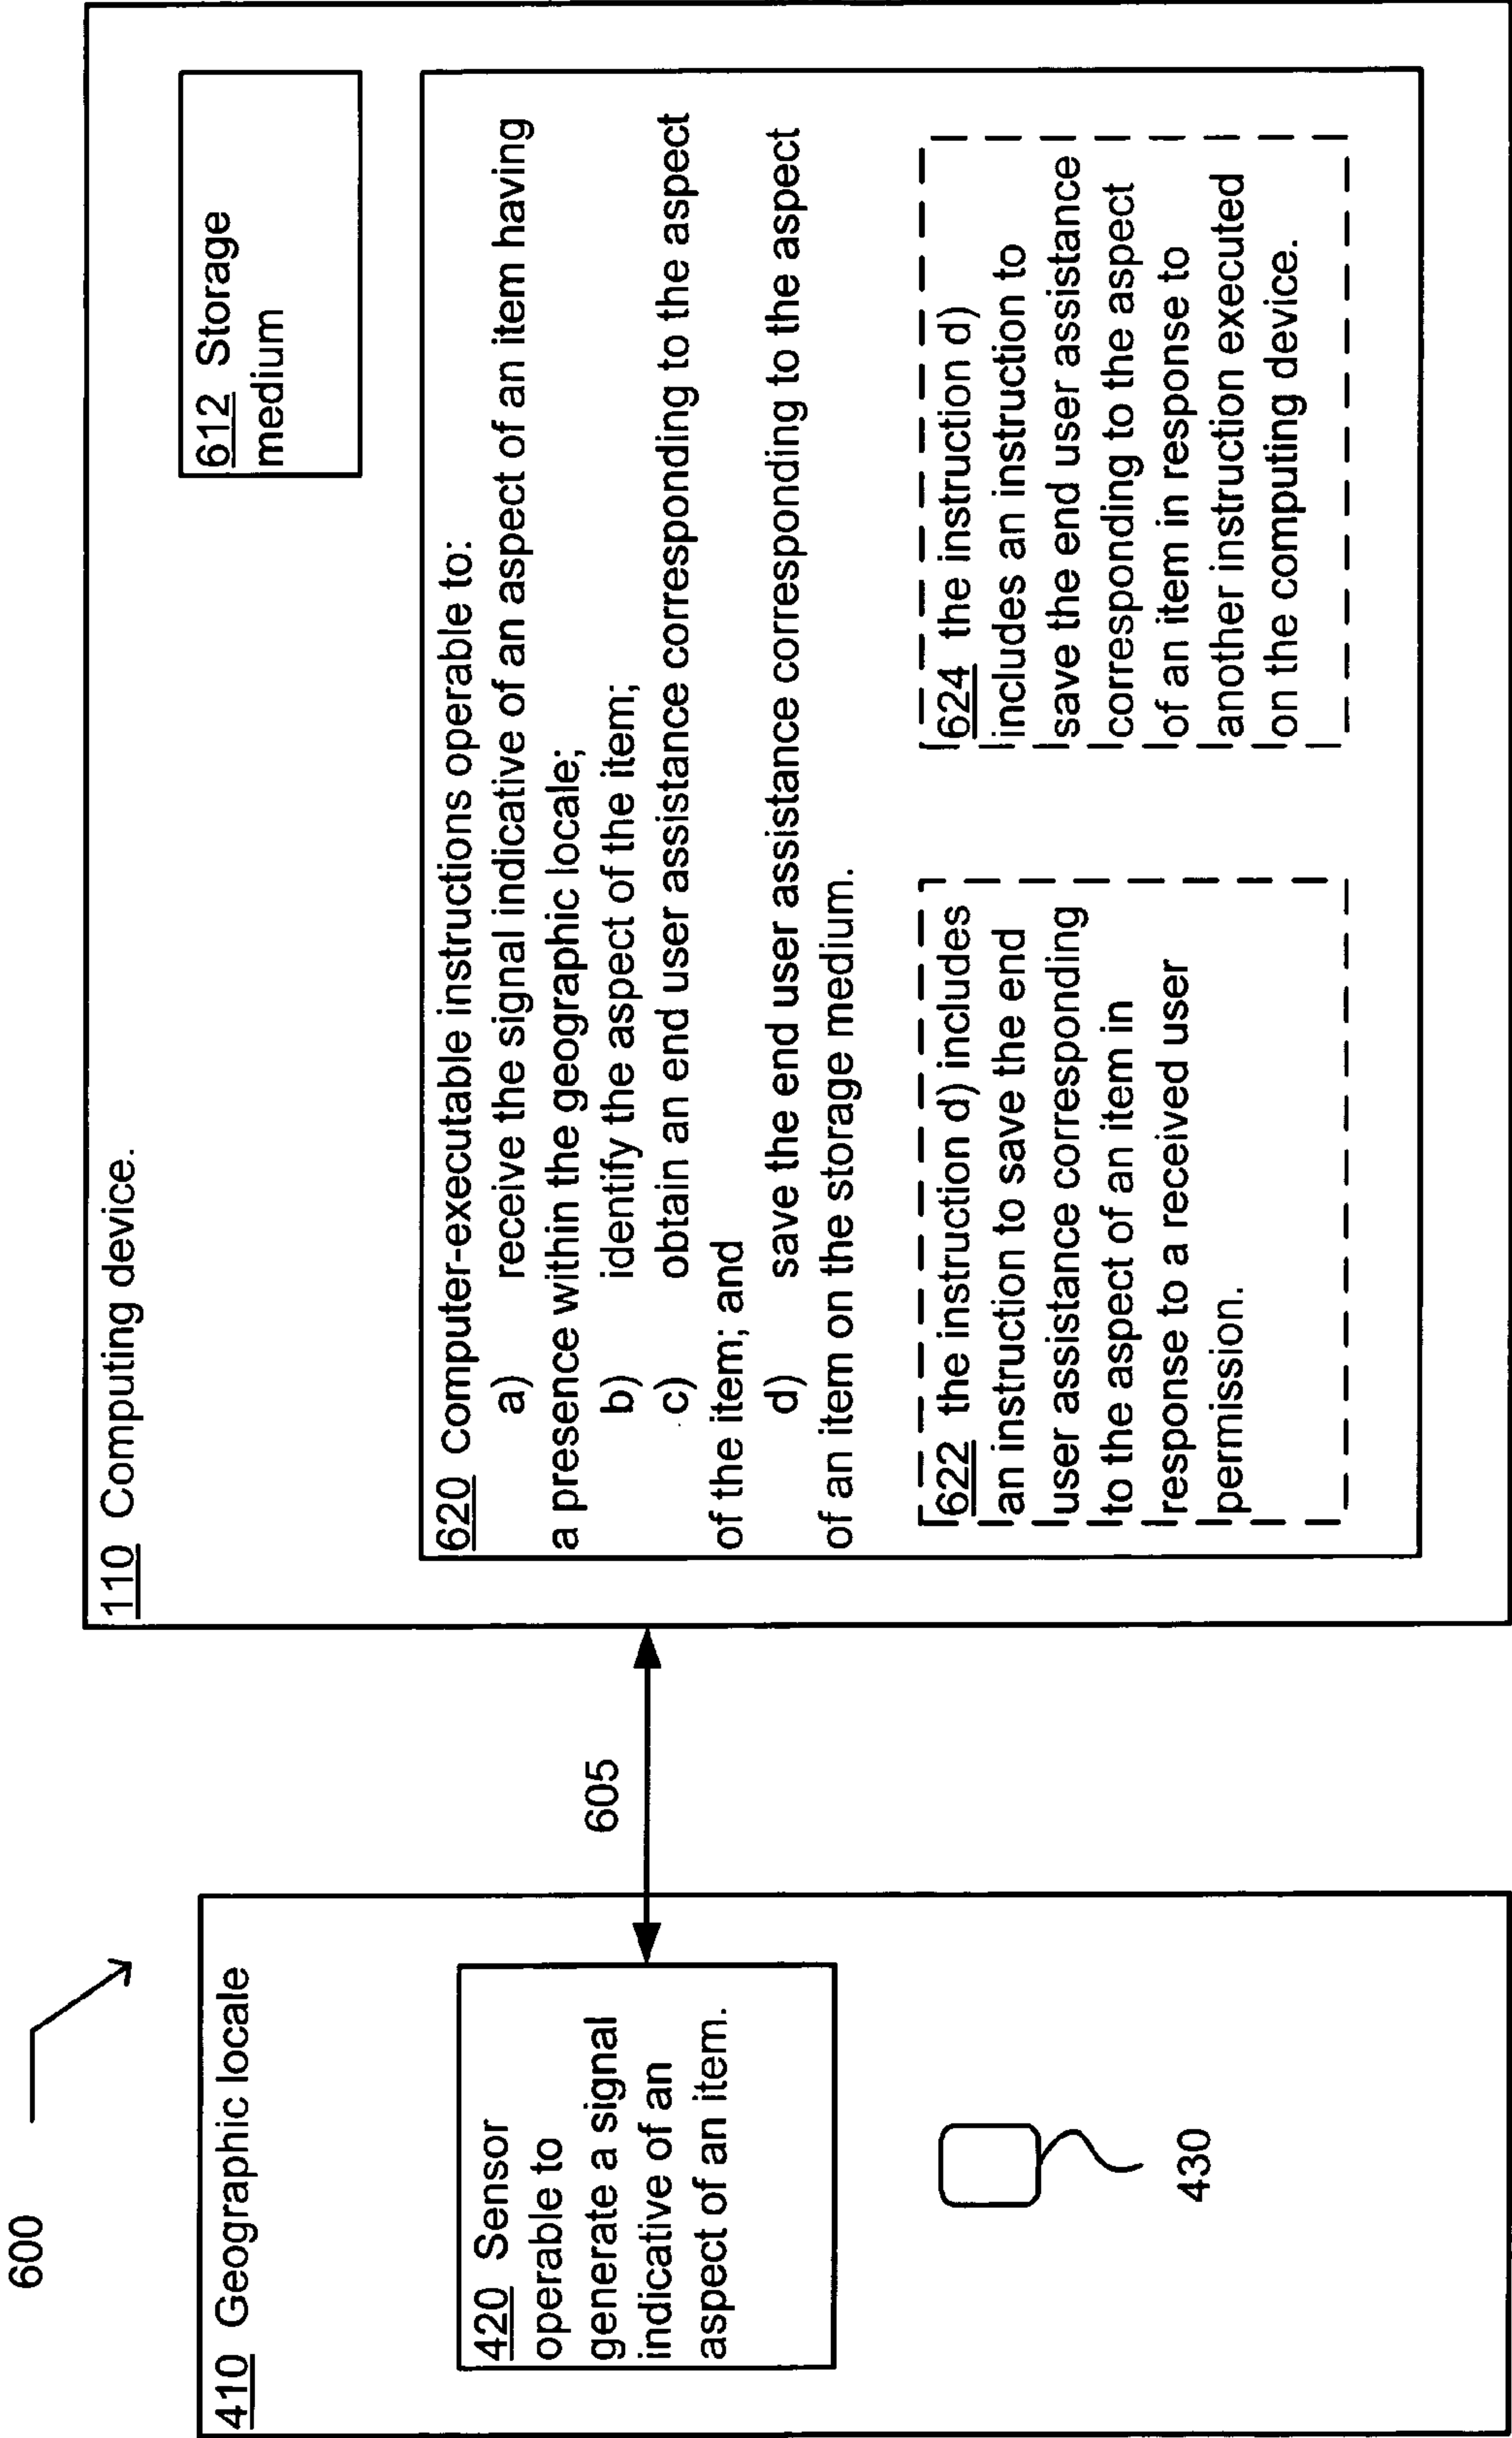 600
410 Geographic locale
420 Sensor
operable to
generate a signal
indicative of an
aspect of an item.
430
605
110 Computing device.
612 Storage
medium
620 Computer-executable instructions operable to:
a) receive the signal indicative of an aspect of an item having
a presence within the geographic locale;
b) identify the aspect of the item;
c) obtain an end user assistance corresponding to the aspect
of the item; and
d) save the end user assistance corresponding to the aspect
of an item on the storage medium.
622 the instruction d) includes
an instruction to save the end
user assistance corresponding
to the aspect of an item in
response to a received user
permission.
624 the instruction d)
includes an instruction to
save the end user assistance
corresponding to the aspect
of an item in response to
another instruction executed
on the computing device.